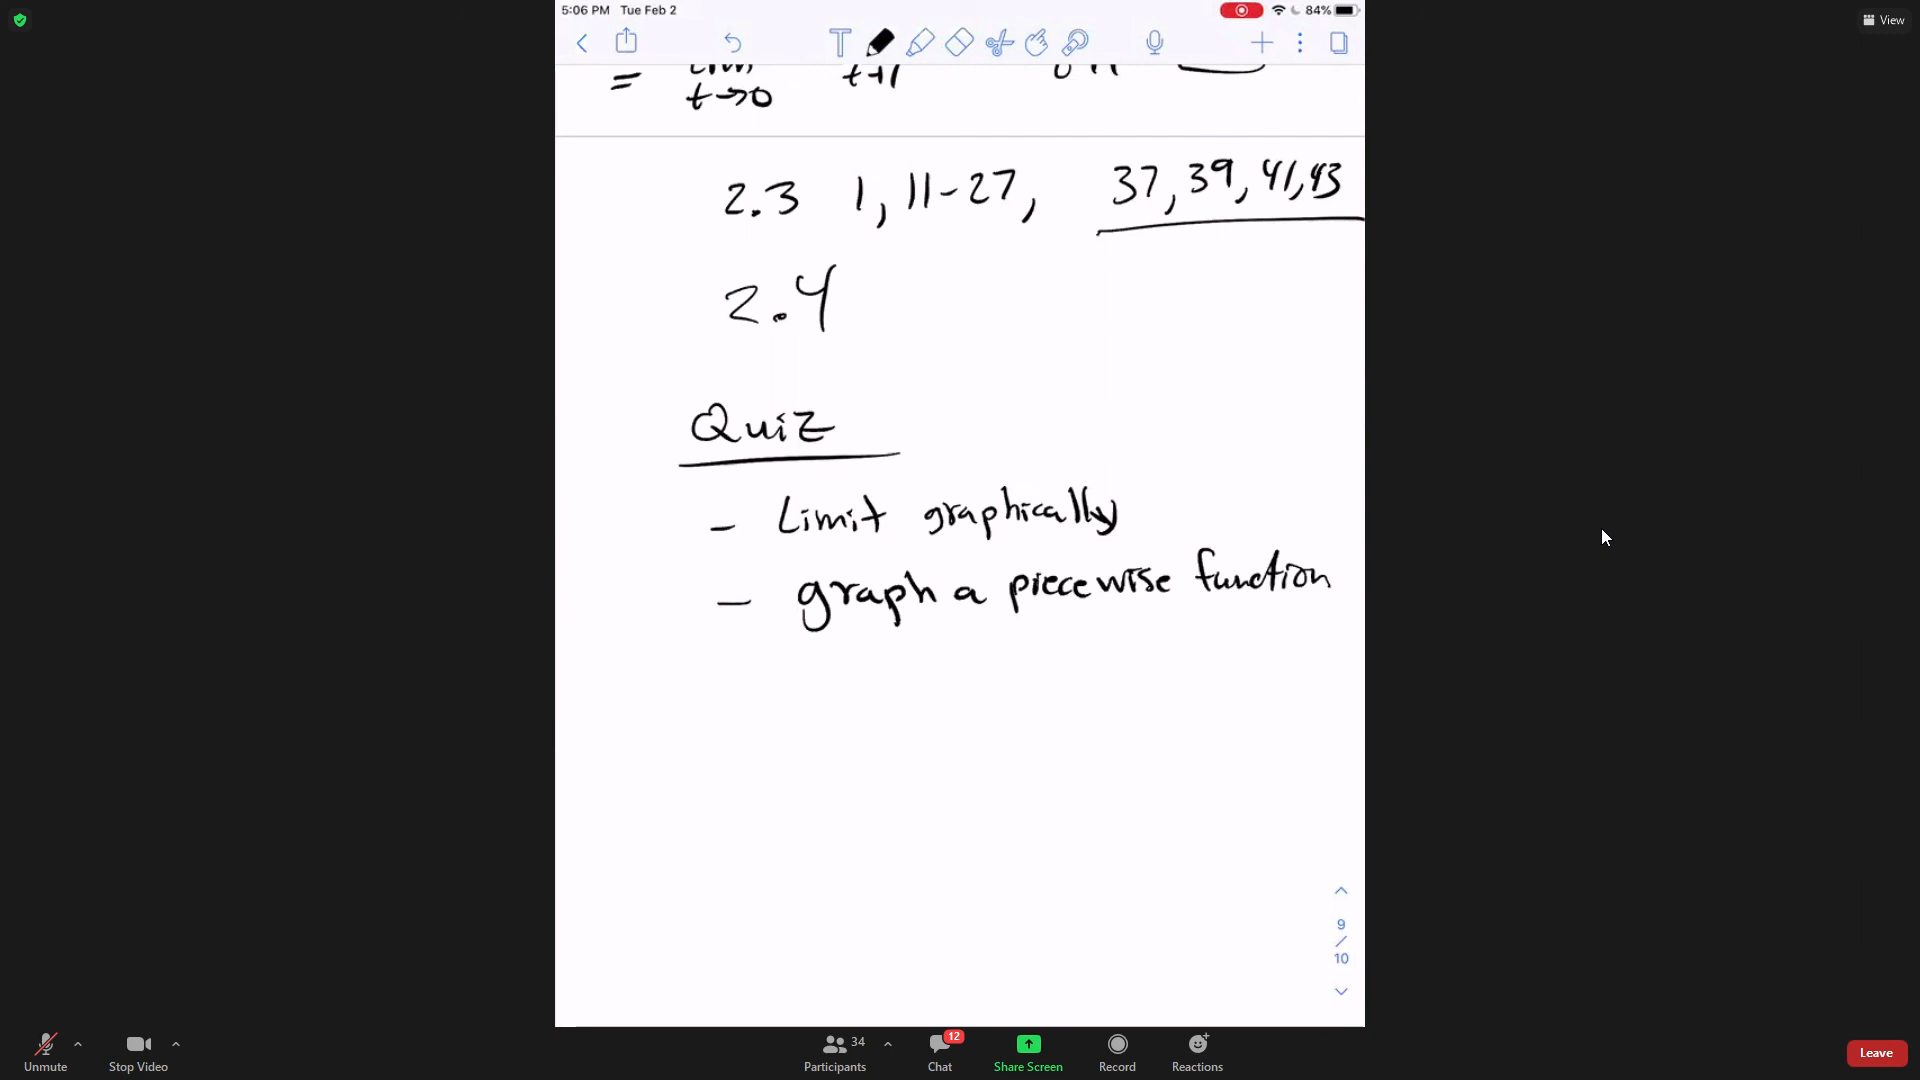 View
5:06 PM Tue Feb 2
84%
=
t→0
t+1
2.3 1, 11-27, 37, 39, 41, 43
2.4
Quiz
- Limit graphically
- graph a piecewise function
9
/
10
Unmute
Stop Video
34
Participants
12
Chat
Share Screen
Record
Reactions
Leave